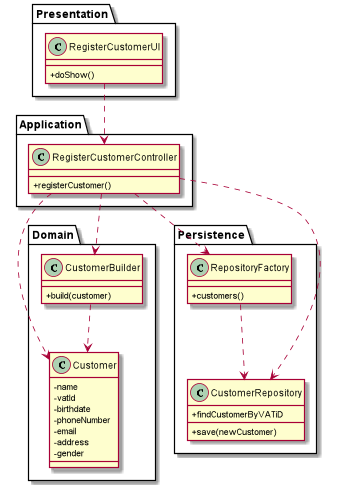 Presentation
C RegisterCustomerUI
+doShow()
Application
C RegisterCustomerController
+registerCustomer()
Domain
Persistence
C CustomerBuilder
+build(customer)
C RepositoryFactory
+customers()
C Customer
-name
-vatId
-birthdate
-phoneNumber
-email
-address
-gender
C CustomerRepository
+findCustomerByVATiD
+save(newCustomer)